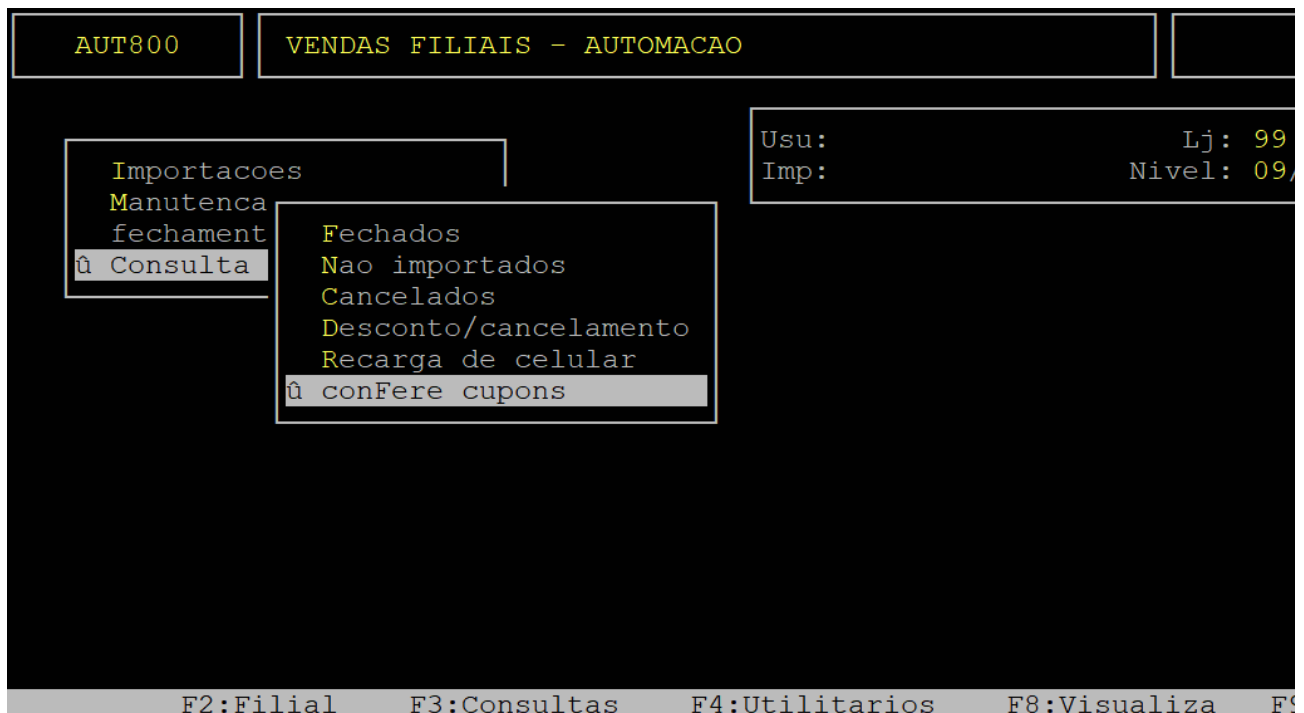 AUT800 VENDAS FILIAIS - AUTOMACAO
Usu: Lj: 99
Imp: Nivel: 09/
Importacoes
Manutenca
fechament
û Consulta
Fechados
Nao importados
Cancelados
Desconto/cancelamento
Recarga de celular
û conFere cupons
F2:Filial F3:Consultas F4:Utilitarios F8:Visualiza F9